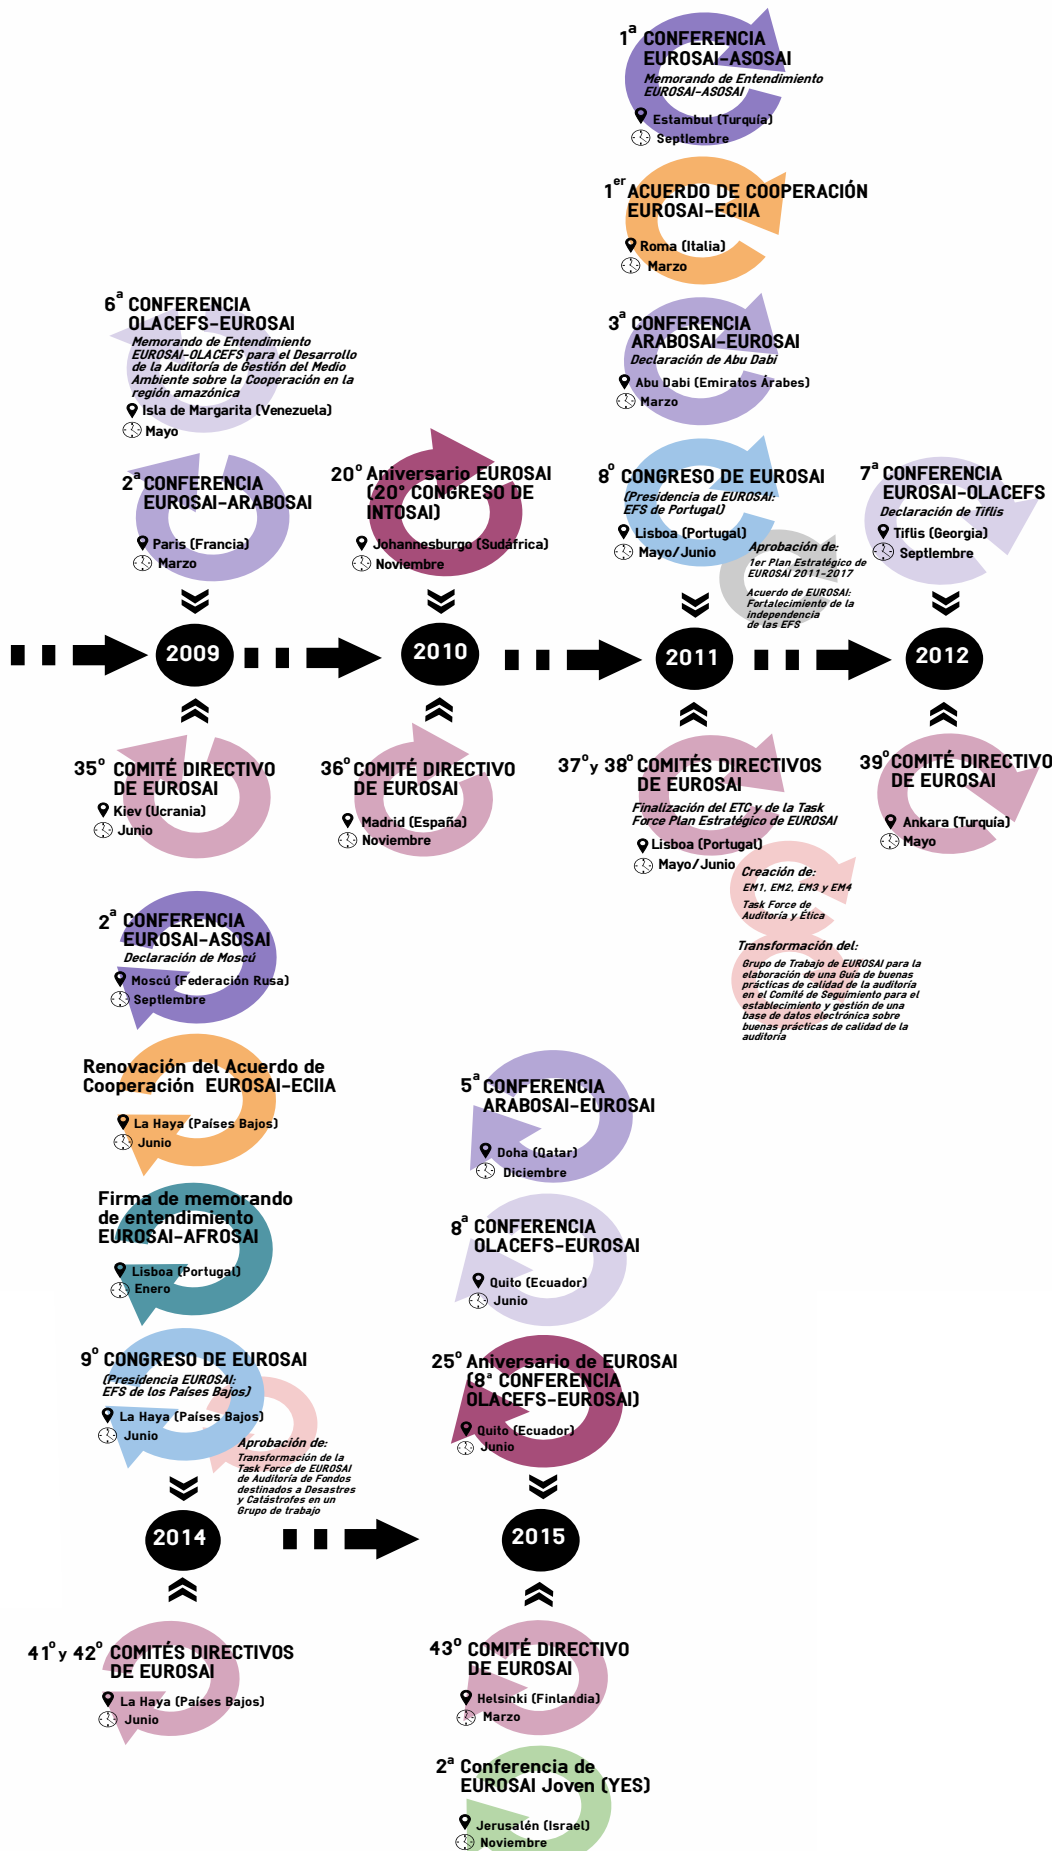 1ª CONFERENCIA
EUROSAI-ASOSAI
Memorando de Entendimiento
EUROSAI-ASOSAI
Estambul (Turquía)
Septiembre
1er ACUERDO DE COOPERACIÓN
EUROSAI-ECIIA
Roma (Italia)
Marzo
6ª CONFERENCIA
OLACEFS-EUROSAI
Memorando de Entendimiento
EUROSAI-OLACEFS para el Desarrollo
de la Auditoría de Gestión del Medio
Ambiente sobre la Cooperación en la
región amazónica
Isla de Margarita (Venezuela)
Mayo
3ª CONFERENCIA
ARABOSAI-EUROSAI
Declaración de Abu Dabi
Abu Dabi (Emiratos Árabes)
Marzo
2ª CONFERENCIA
EUROSAI-ARABOSAI
Paris (Francia)
Marzo
20º Aniversario EUROSAI
(20º CONGRESO DE
INTOSAI)
Johannesburgo (Sudáfrica)
Noviembre
8º CONGRESO DE EUROSAI
(Presidencia de EUROSAI:
EFS de Portugal)
Lisboa (Portugal)
Mayo/Junio
Aprobación de:
1er Plan Estratégico de
EUROSAI 2011-2017
Acuerdo de EUROSAI:
Fortalecimiento de la
independencia
de las EFS
7ª CONFERENCIA
EUROSAI-OLACEFS
Declaración de Tiflis
Tiflis (Georgia)
Septiembre
2009
2010
2011
2012
35º COMITÉ DIRECTIVO
DE EUROSAI
Kiev (Ucrania)
Junio
36º COMITÉ DIRECTIVO
DE EUROSAI
Madrid (España)
Noviembre
37º y 38º COMITÉS DIRECTIVOS
DE EUROSAI
Finalización del ETC y de la Task
Force Plan Estratégico de EUROSAI
Lisboa (Portugal)
Mayo/Junio
Creación de:
EM1, EM2, EM3 y EM4
Task Force de
Auditoría y Ética
Transformación del:
Grupo de Trabajo de EUROSAI para la
elaboración de una Guía de buenas
prácticas de calidad de la auditoría
en el Comité de Seguimiento para el
establecimiento y gestión de una
base de datos electrónica sobre
buenas prácticas de calidad de la
auditoría
39º COMITÉ DIRECTIVO
DE EUROSAI
Ankara (Turquía)
Mayo
2ª CONFERENCIA
EUROSAI-ASOSAI
Declaración de Moscú
Moscú (Federación Rusa)
Septiembre
Renovación del Acuerdo de
Cooperación EUROSAI-ECIIA
La Haya (Países Bajos)
Junio
Firma de memorando
de entendimiento
EUROSAI-AFROSAI
Lisboa (Portugal)
Enero
9º CONGRESO DE EUROSAI
(Presidencia EUROSAI:
EFS de los Países Bajos)
La Haya (Países Bajos)
Junio
Aprobación de:
Transformación de la
Task Force de EUROSAI
de Auditoría de Fondos
destinados a Desastres
y Catástrofes en un
Grupo de trabajo
5ª CONFERENCIA
ARABOSAI-EUROSAI
Doha (Qatar)
Diciembre
8ª CONFERENCIA
OLACEFS-EUROSAI
Quito (Ecuador)
Junio
25º Aniversario de EUROSAI
(8ª CONFERENCIA
OLACEFS-EUROSAI)
Quito (Ecuador)
Junio
2014
2015
41º y 42º COMITÉS DIRECTIVOS
DE EUROSAI
La Haya (Países Bajos)
Junio
43º COMITÉ DIRECTIVO
DE EUROSAI
Helsinki (Finlandia)
Marzo
2ª Conferencia de
EUROSAI Joven (YES)
Jerusalén (Israel)
Noviembre